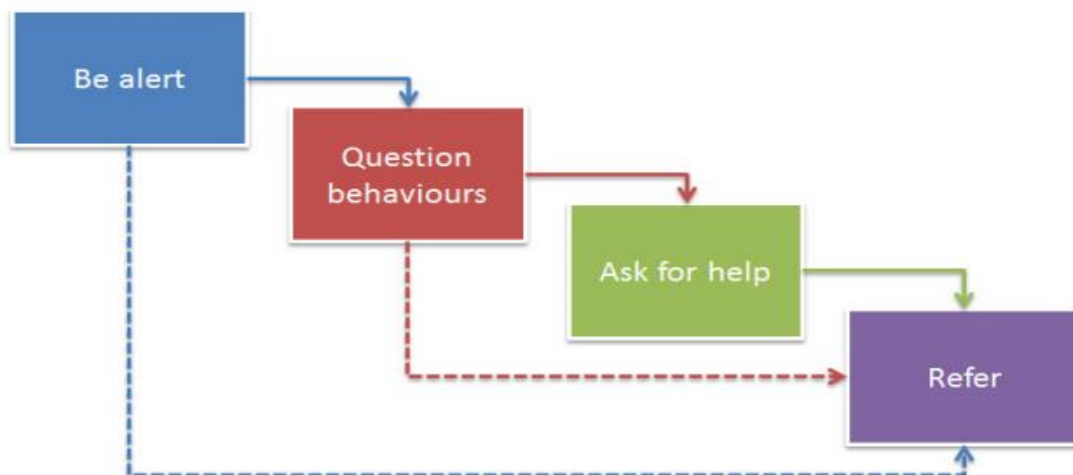 Be alert
Question
behaviours
Ask for help
Refer